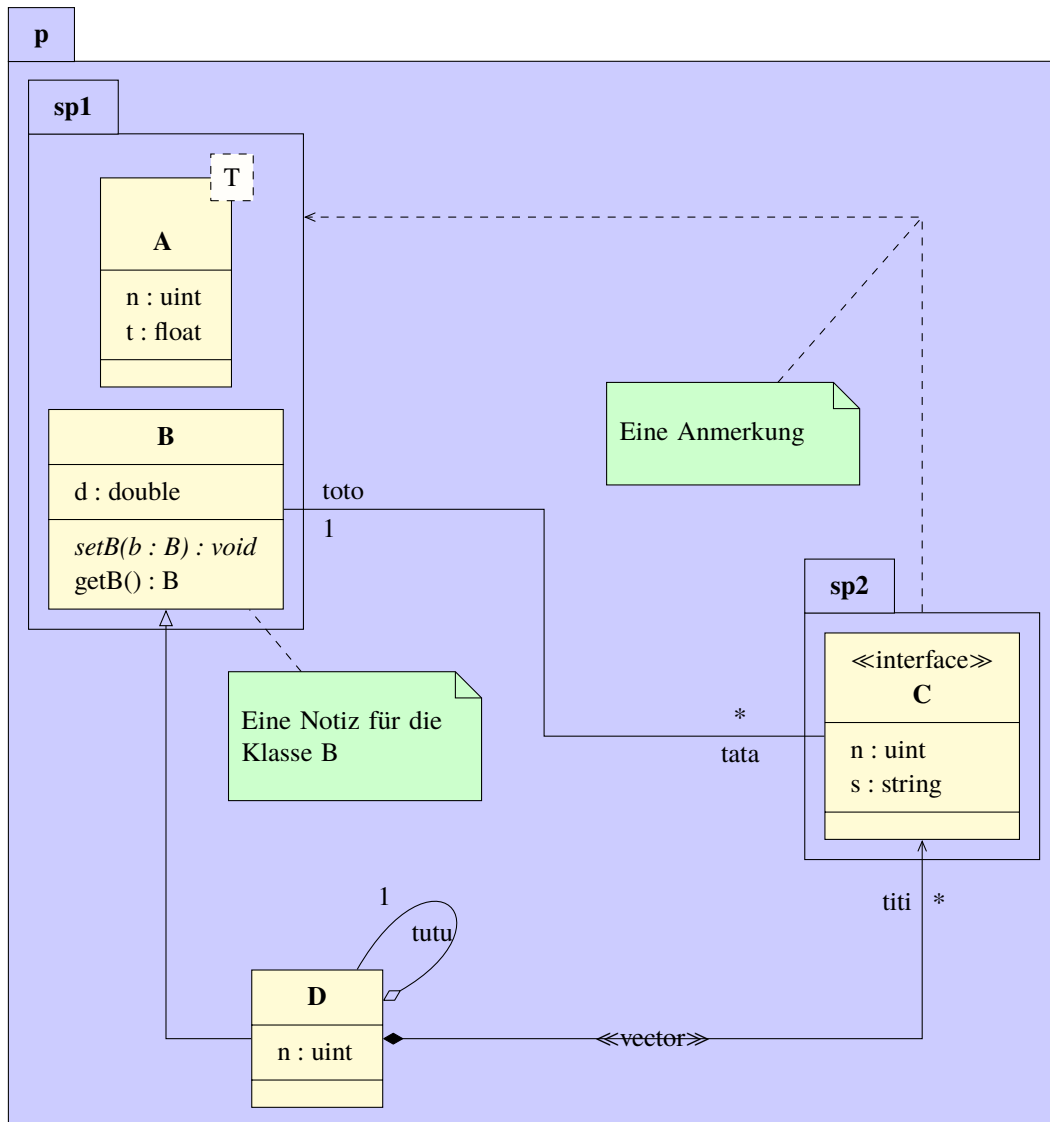 p
sp1
T
A
n : uint
t : float
B
d : double
setB(b : B) : void
getB() : B
toto
1
Eine Anmerkung
Eine Notiz für die
Klasse B
sp2
≪interface≫
C
n : uint
s : string
*
tata
titi *
1
tutu
D
n : uint
≪vector≫